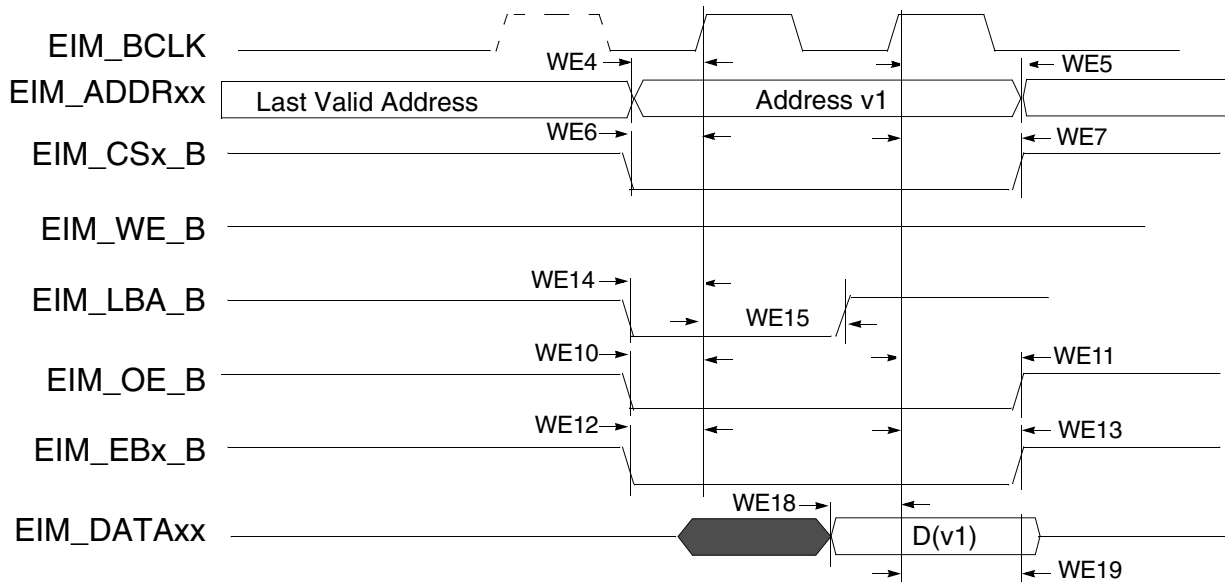 EIM_BCLK
WE4
WE5
EIM_ADDRxx
Last Valid Address
Address v1
WE6
WE7
EIM_CSx_B
EIM_WE_B
WE14
EIM_LBA_B
WE15
WE10
WE11
EIM_OE_B
WE12
WE13
EIM_EBx_B
WE18
EIM_DATAxx
D(v1)
WE19